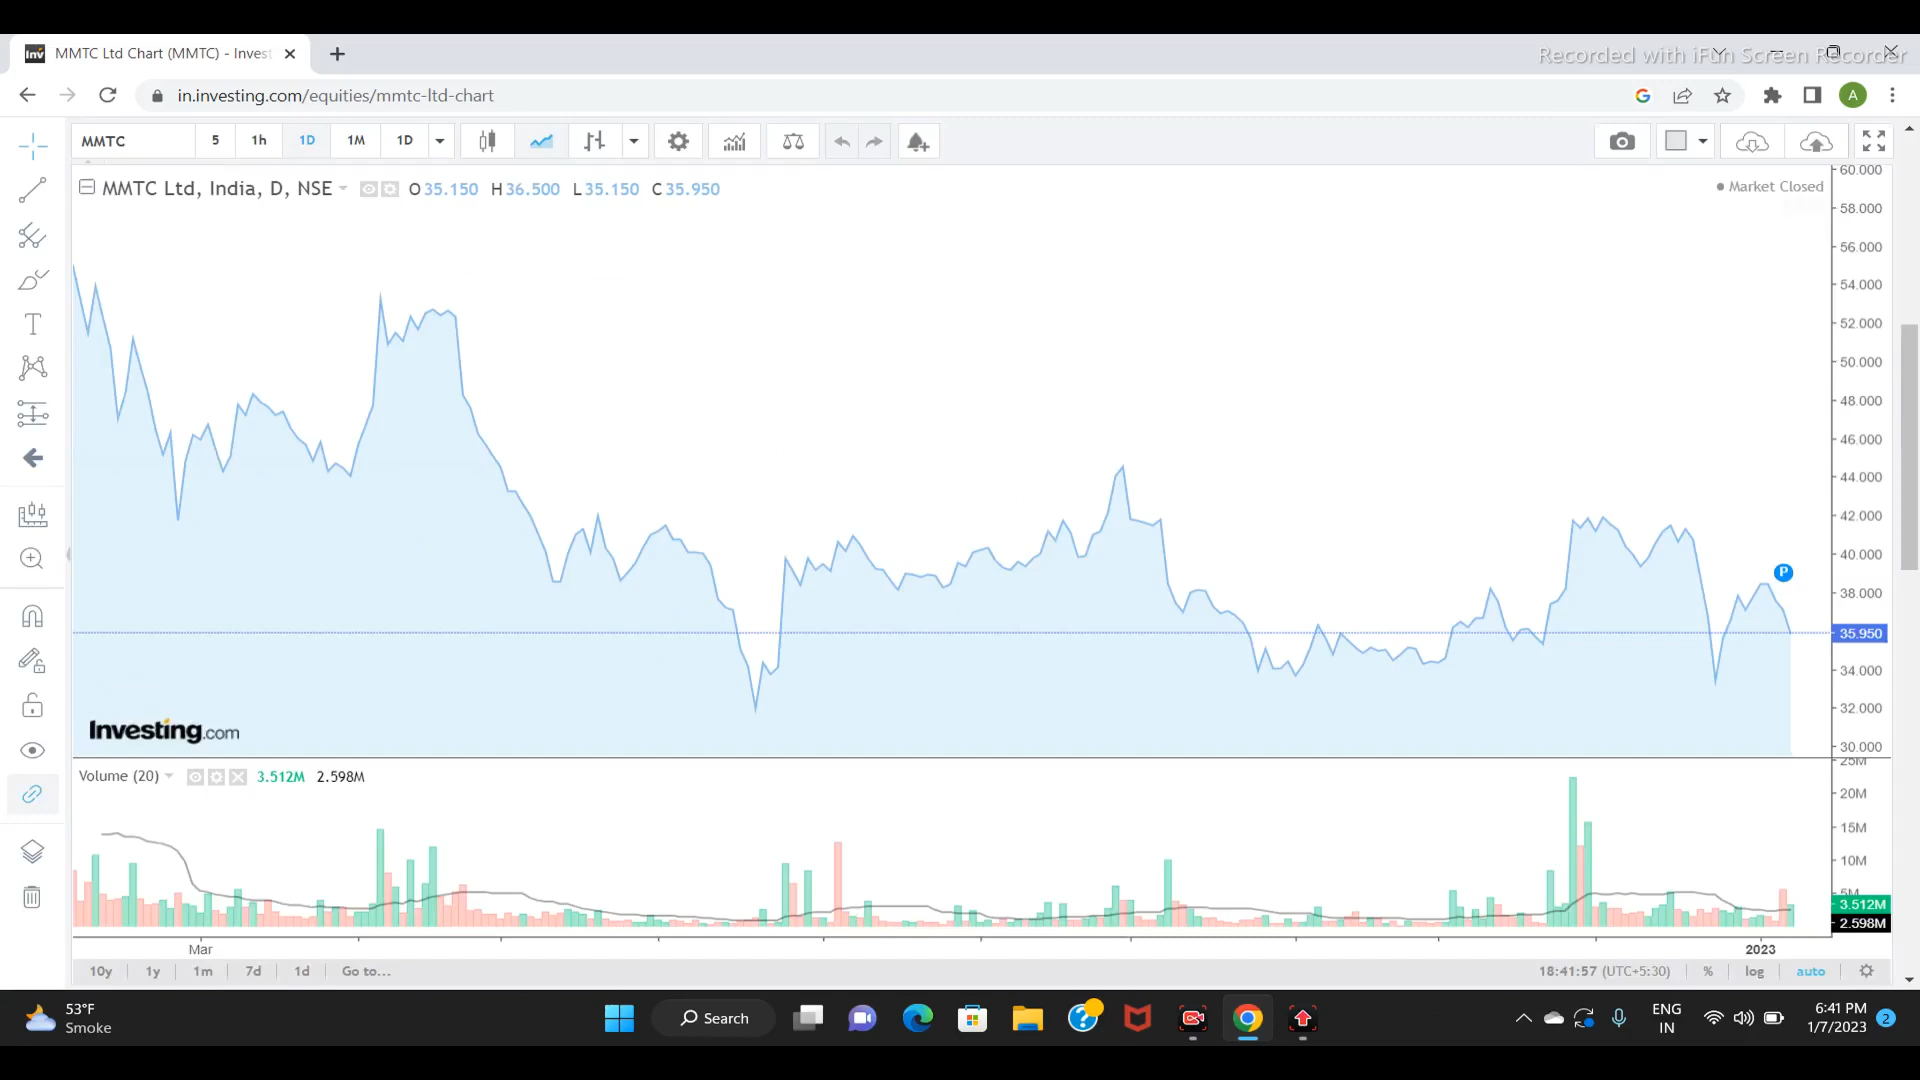 MMTC Ltd Chart (MMTC) - Invest
Recorded with iFun Screen Recorder
in.investing.com/equities/mmtc-ltd-chart
A
MMTC 5 1h 1D 1M 1D
MMTC Ltd, India, D, NSE O 35.150 H 36.500 L 35.150 C 35.950
Market Closed
60.000
58.000
56.000
54.000
52.000
50.000
48.000
46.000
44.000
42.000
40.000
38.000
P
35.950
34.000
32.000
30.000
Investing.com
Volume (20) 3.512M 2.598M
25M
20M
15M
10M
5M
3.512M
2.598M
Mar 2023
10y 1y 1m 7d 1d Go to... 18:41:57 (UTC+5:30) % log auto
53°F
Smoke
Search
ENG
IN
6:41 PM
1/7/2023
2